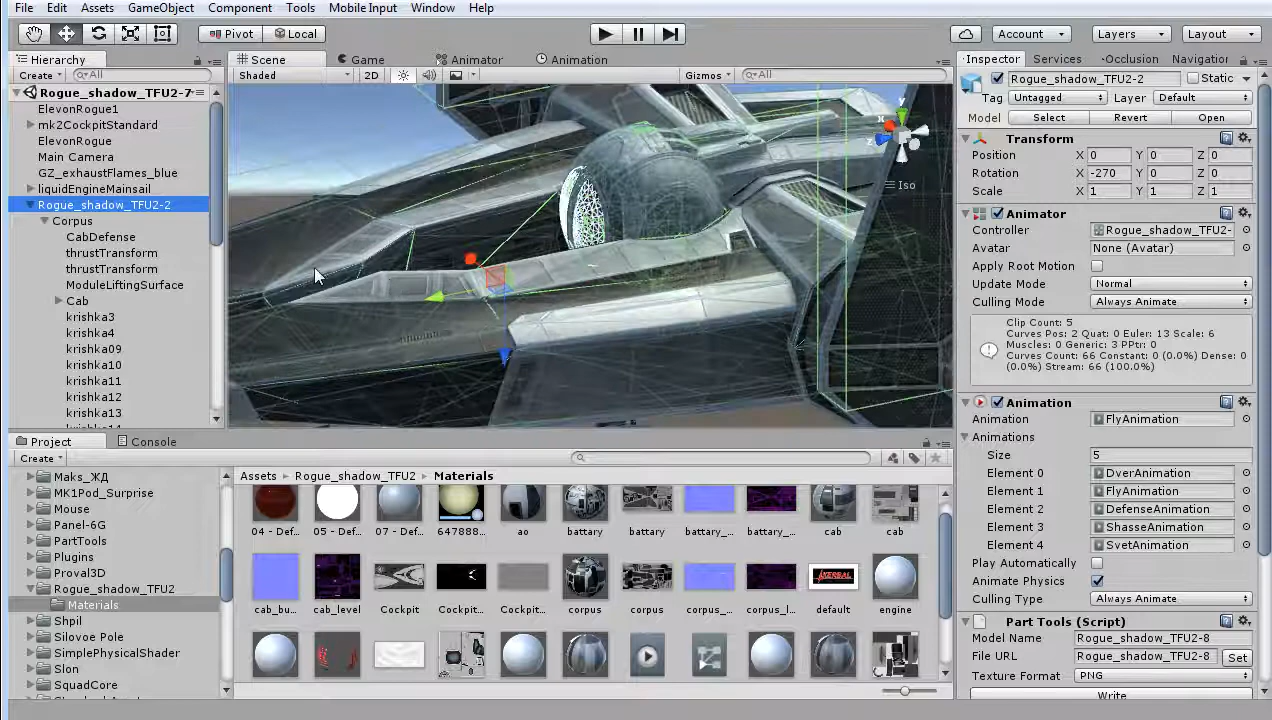 File Edit Assets GameObject Component Tools Mobile Input Window Help
Pivot Local Account Layers Layout
Hierarchy
Create All
Rogue_shadow_TFU2-7
ElevonRogue1
mk2CockpitStandard
ElevonRogue
Main Camera
GZ_exhaustFlames_blue
liquidEngineMainsail
Rogue_shadow_TFU2-2
Corpus
CabDefense
thrustTransform
thrustTransform
ModuleLiftingSurface
Cab
krishka3
krishka4
krishka09
krishka10
krishka11
krishka12
krishka13
Scene Game Animator Animation
Shaded 2D Gizmos All
y
x
z
Iso
Project Console
Create
Maks_ЖД
MK1Pod_Surprise
Mouse
Panel-6G
PartTools
Plugins
Proval3D
Rogue_shadow_TFU2
Materials
Shpil
Silovoe Pole
SimplePhysicalShader
Slon
SquadCore
Assets Rogue_shadow_TFU2 Materials
04 - Def... 05 - Def... 07 - Def... 647888... ao battary battary battary_... battary_... cab cab
cab_bu... cab_level Cockpit Cockpit... Cockpit... corpus corpus corpus_... corpus_l... default engine
Inspector Services Occlusion Navigation
Rogue_shadow_TFU2-2 Static
Tag Untagged Layer Default
Model Select Revert Open
Transform
Position X 0 Y 0 Z 0
Rotation X -270 Y 0 Z 0
Scale X 1 Y 1 Z 1
Animator
Controller Rogue_shadow_TFU2-
Avatar None (Avatar)
Apply Root Motion
Update Mode Normal
Culling Mode Always Animate
Clip Count: 5
Curves Pos: 2 Quat: 0 Euler: 13 Scale: 6
Muscles: 0 Generic: 3 PPtr: 0
Curves Count: 66 Constant: 0 (0.0%) Dense: 0
(0.0%) Stream: 66 (100.0%)
Animation
Animation FlyAnimation
Animations
Size 5
Element 0 DverAnimation
Element 1 FlyAnimation
Element 2 DefenseAnimation
Element 3 ShasseAnimation
Element 4 SvetAnimation
Play Automatically
Animate Physics
Culling Type Always Animate
Part Tools (Script)
Model Name Rogue_shadow_TFU2-8
File URL Rogue_shadow_TFU2-8 Set
Texture Format PNG
Write